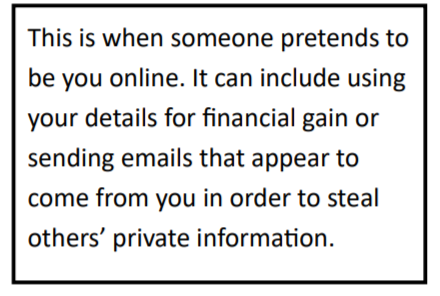 This is when someone pretends to
be you online. It can include using
your details for financial gain or
sending emails that appear to
come from you in order to steal
others’ private information.